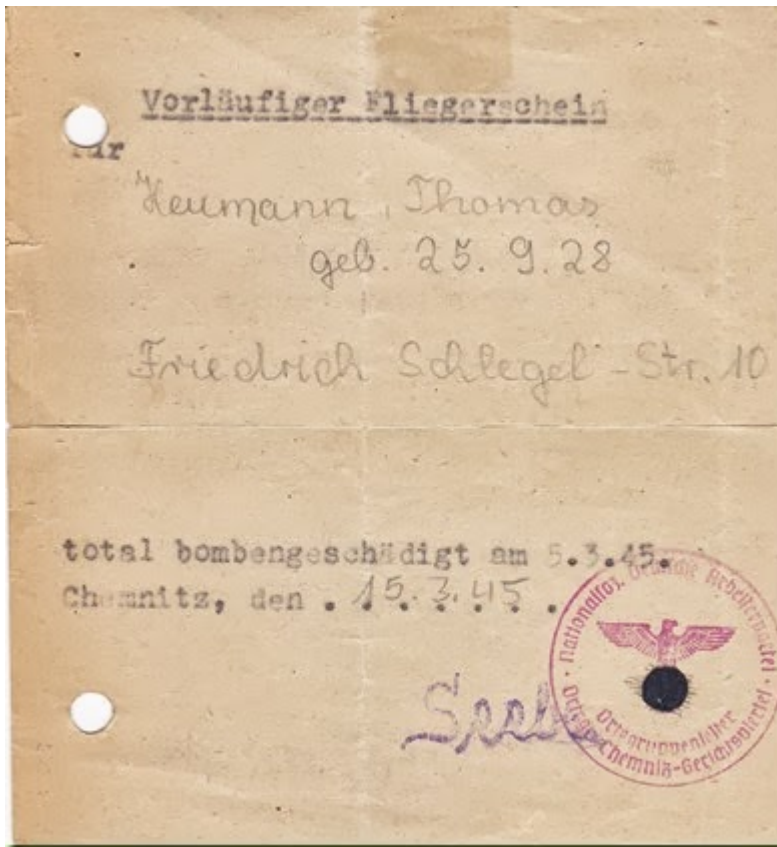 Vorläufiger Fliegerschein
für
Heumann, Thomas
geb. 25. 9. 28
Friedrich Schlegel-Str. 10
total bombengeschädigt am 5.3.45.
Chemnitz, den . 15.3.45 .
Nationalsoz. Deutsche Arbeiterpartei
Ortsgruppenleiter
Ortsgr. Chemnitz-Gerichtsviertel